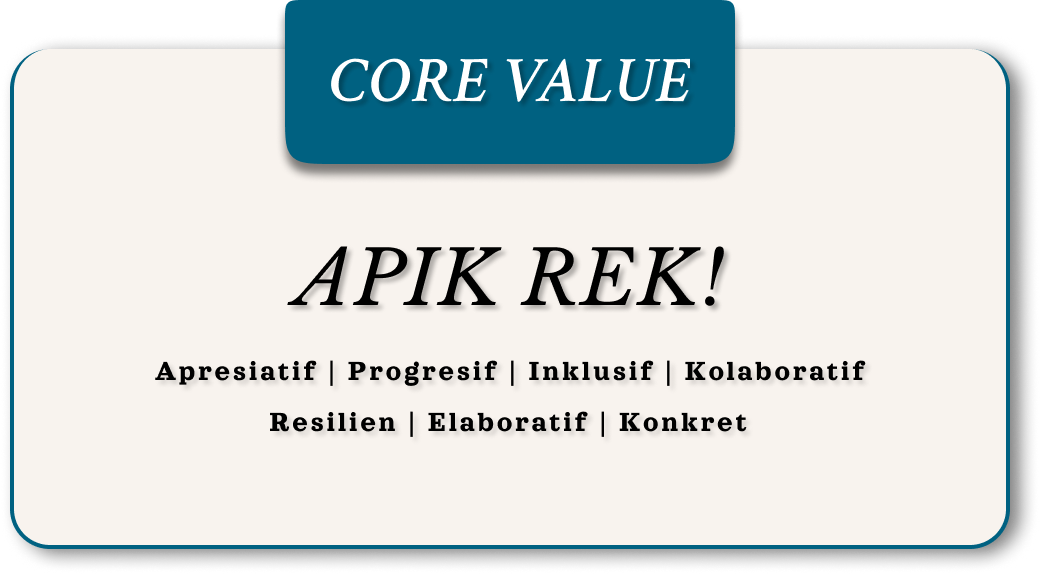 CORE VALUE
APIK REK!
Apresiatif | Progresif | Inklusif | Kolaboratif
Resilien | Elaboratif | Konkret